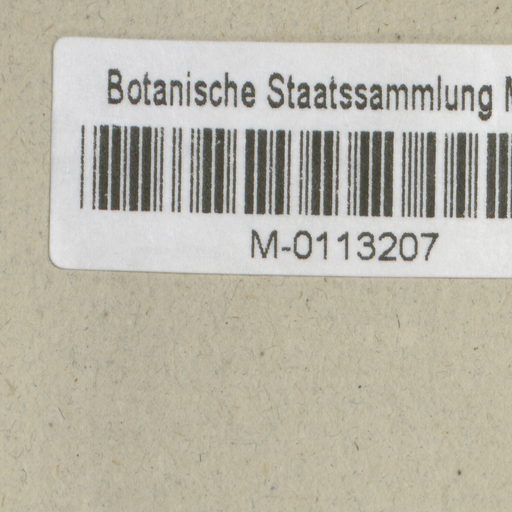 Botanische Staatssammlung
M-0113207